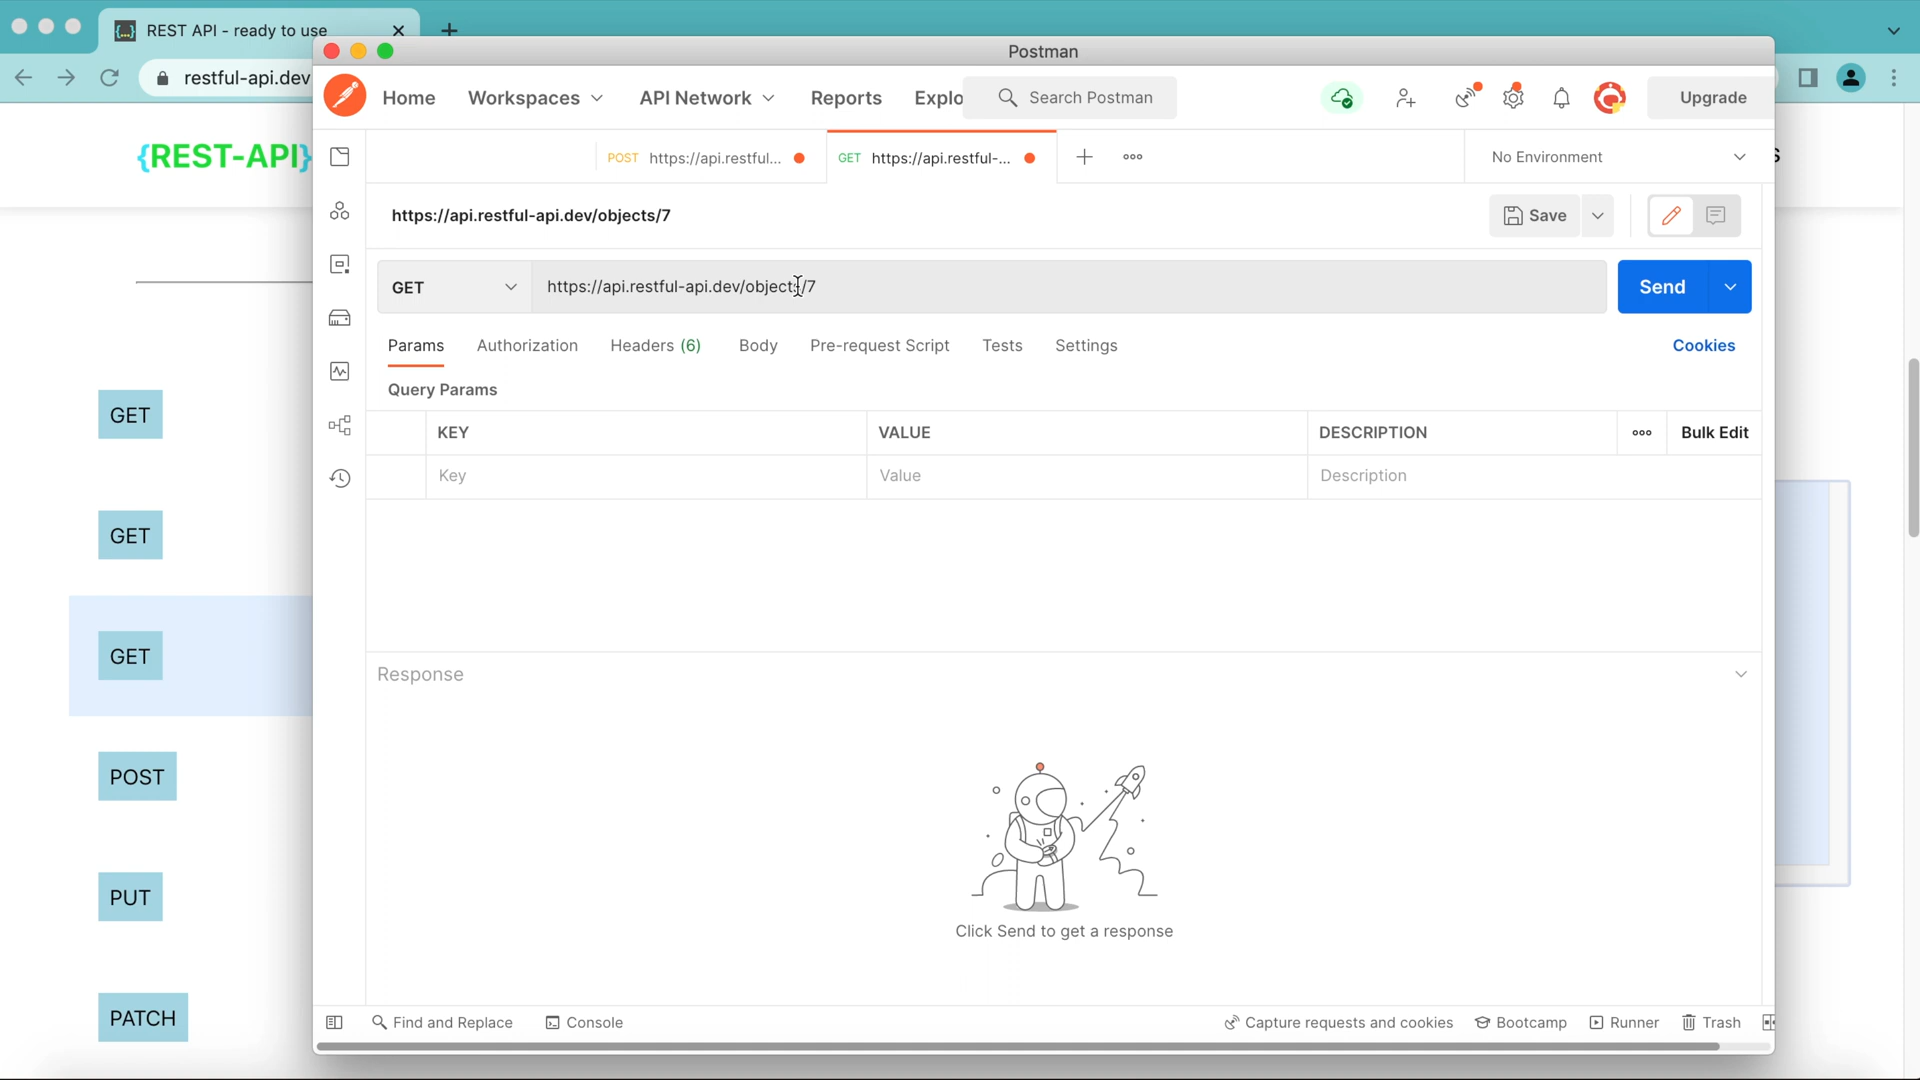 REST API - ready to use
restful-api.dev
Postman
Home Workspaces API Network Reports Explo Search Postman Upgrade
{REST-API}
POST https://api.restful... GET https://api.restful-... No Environment
https://api.restful-api.dev/objects/7
Save
GET https://api.restful-api.dev/objects/7 Send
Params Authorization Headers (6) Body Pre-request Script Tests Settings Cookies
Query Params
KEY VALUE DESCRIPTION Bulk Edit
Key Value Description
GET
GET
GET
POST
PUT
PATCH
Response
Click Send to get a response
Find and Replace Console Capture requests and cookies Bootcamp Runner Trash